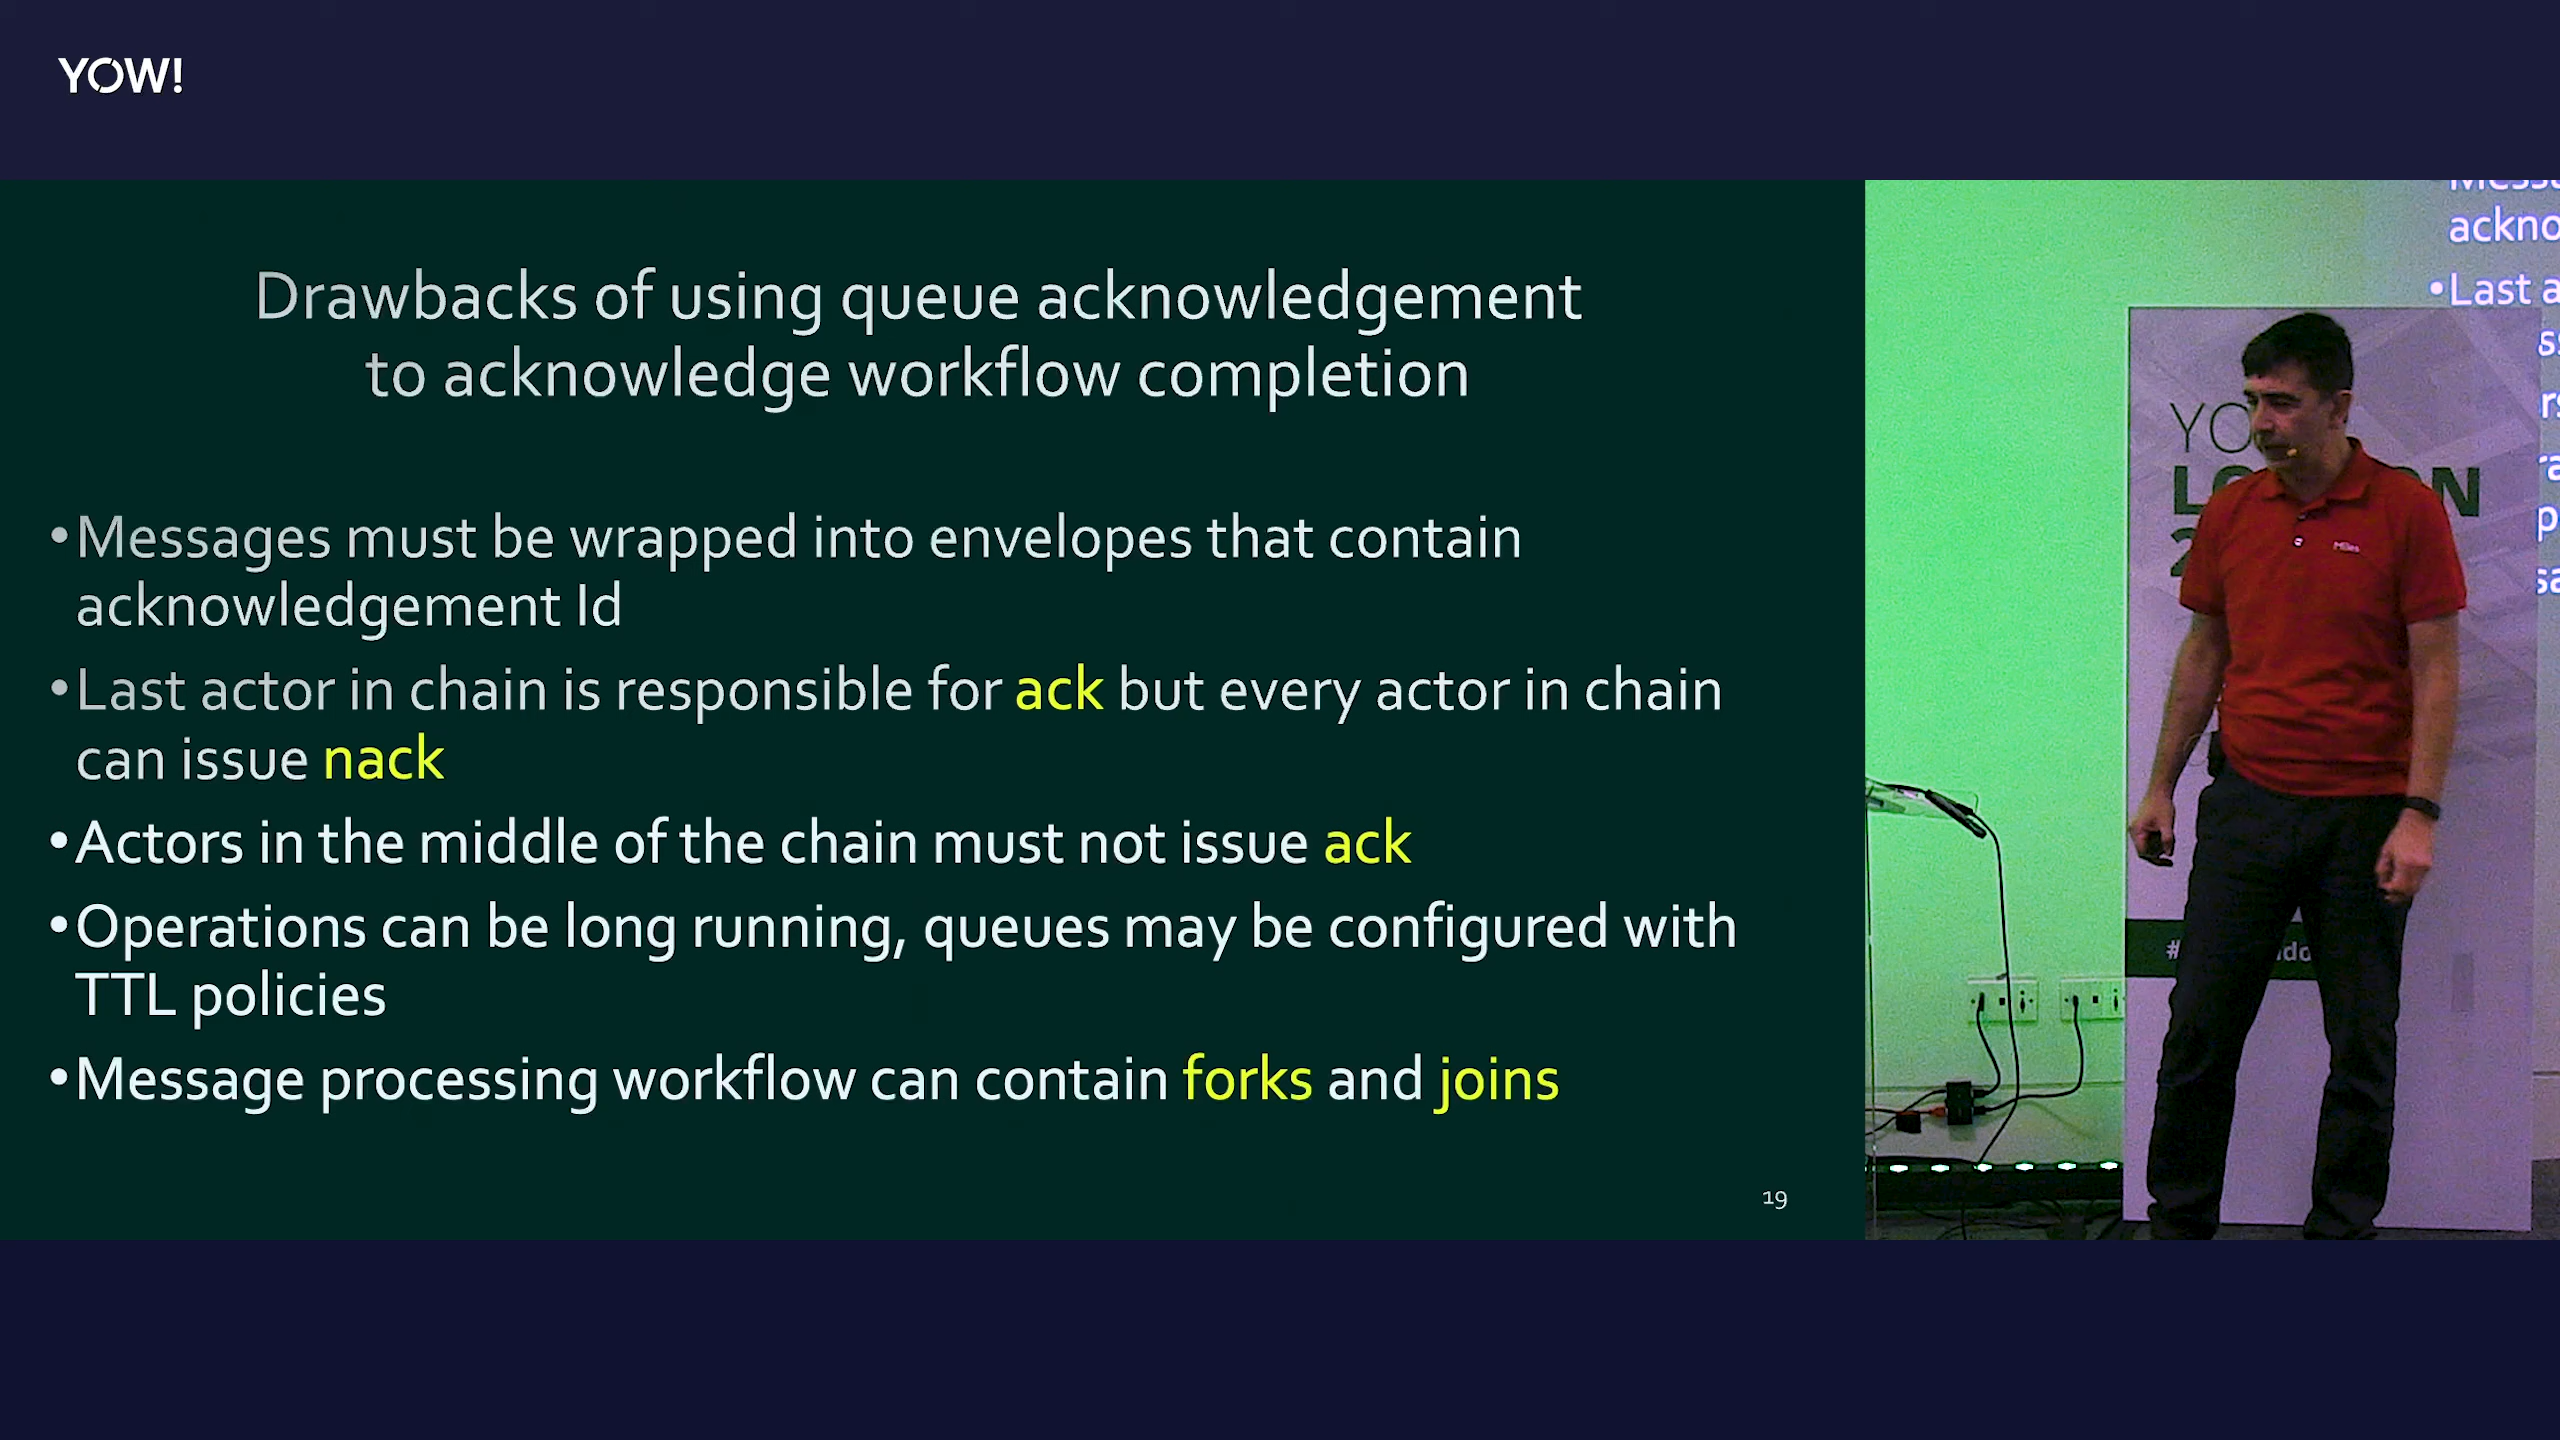 YOW!
Drawbacks of using queue acknowledgement
to acknowledge workflow completion
•Messages must be wrapped into envelopes that contain
acknowledgement Id
•Last actor in chain is responsible for ack but every actor in chain
can issue nack
•Actors in the middle of the chain must not issue ack
•Operations can be long running, queues may be configured with
TTL policies
•Message processing workflow can contain forks and joins
19
ackno
•Last a
YO
Miles